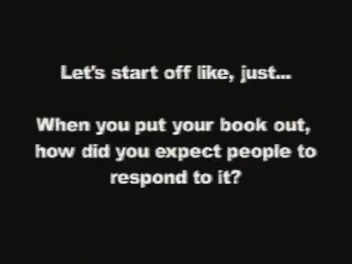 Let's start off like, just...
When you put your book out,
how did you expect people to
respond to it?